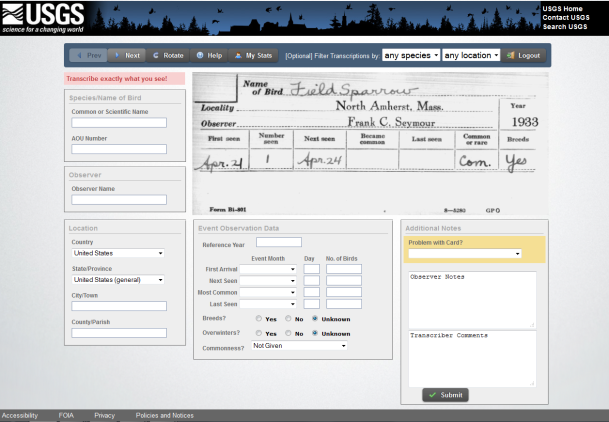 USGS
science for a changing world
USGS Home
Contact USGS
Search USGS
Prev Next Rotate Help My Stats [Optional] Filter Transcriptions by any species any location Logout
Transcribe exactly what you see!
Species/Name of Bird
Common or Scientific Name
AOU Number
Observer
Observer Name
Name of Bird Field Sparrow
Locality North Amherst, Mass. Year
Observer Frank C. Seymour 1933
First seen Number seen Next seen Became common Last seen Common or rare Breeds
Apr. 21 1 Apr. 24 Com. Yes
Form Bi-801 8-5282 GPO
Location
Country
United States
State/Province
United States (general)
City/Town
County/Parish
Event Observation Data
Reference Year
Event Month Day No. of Birds
First Arrival
Next Seen
Most Common
Last Seen
Breeds? Yes No Unknown
Overwinters? Yes No Unknown
Commonness? Not Given
Additional Notes
Problem with Card?
Observer Notes
Transcriber Comments
Submit
Accessibility FOIA Privacy Policies and Notices